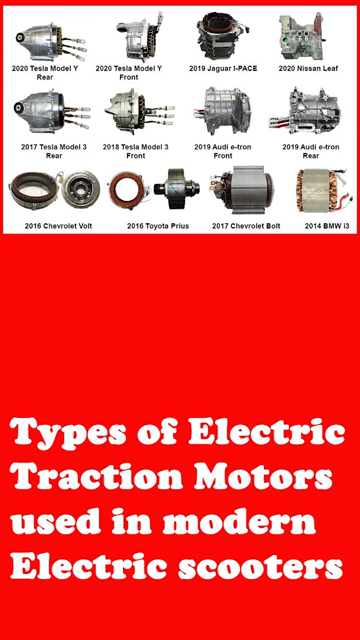 2020 Tesla Model Y Rear
2020 Tesla Model Y Front
2019 Jaguar I-PACE
2020 Nissan Leaf
2017 Tesla Model 3 Rear
2018 Tesla Model 3 Front
2019 Audi e-tron Front
2019 Audi e-tron Rear
2016 Chevrolet Volt
2016 Toyota Prius
2017 Chevrolet Bolt
2014 BMW i3
Types of Electric
Traction Motors
used in modern
Electric scooters